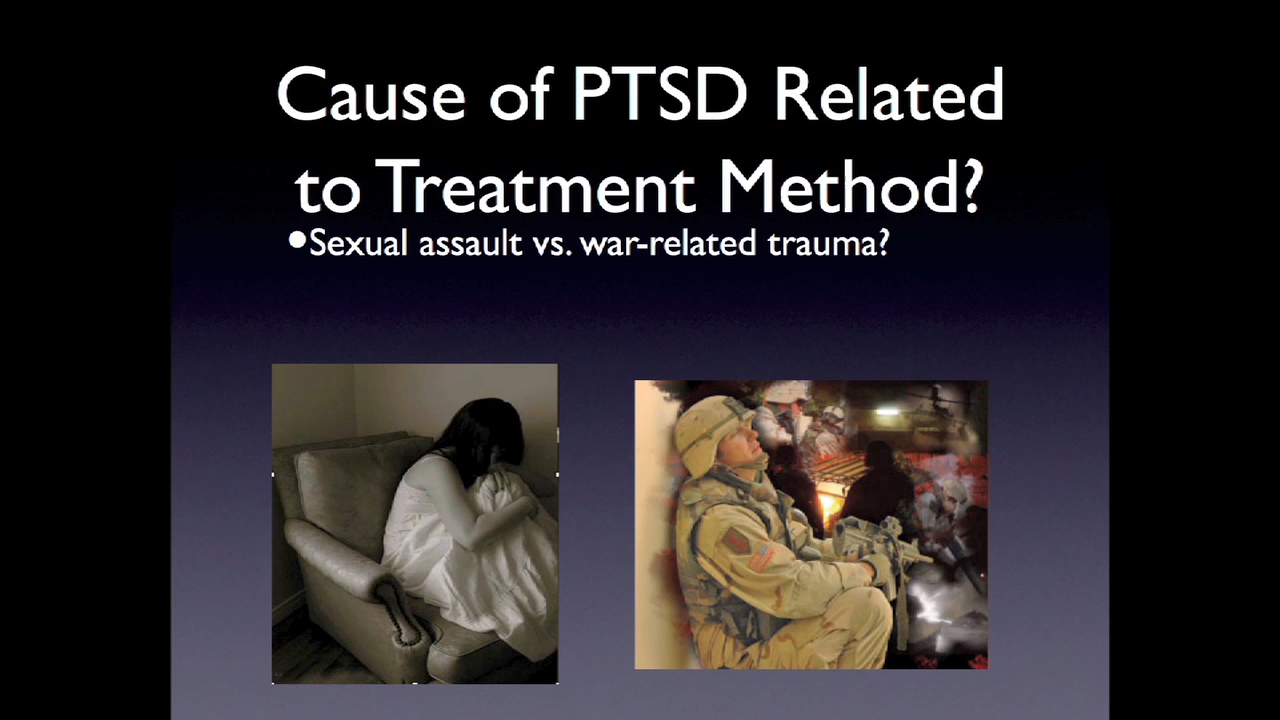 Cause of PTSD Related
to Treatment Method?
•Sexual assault vs. war-related trauma?